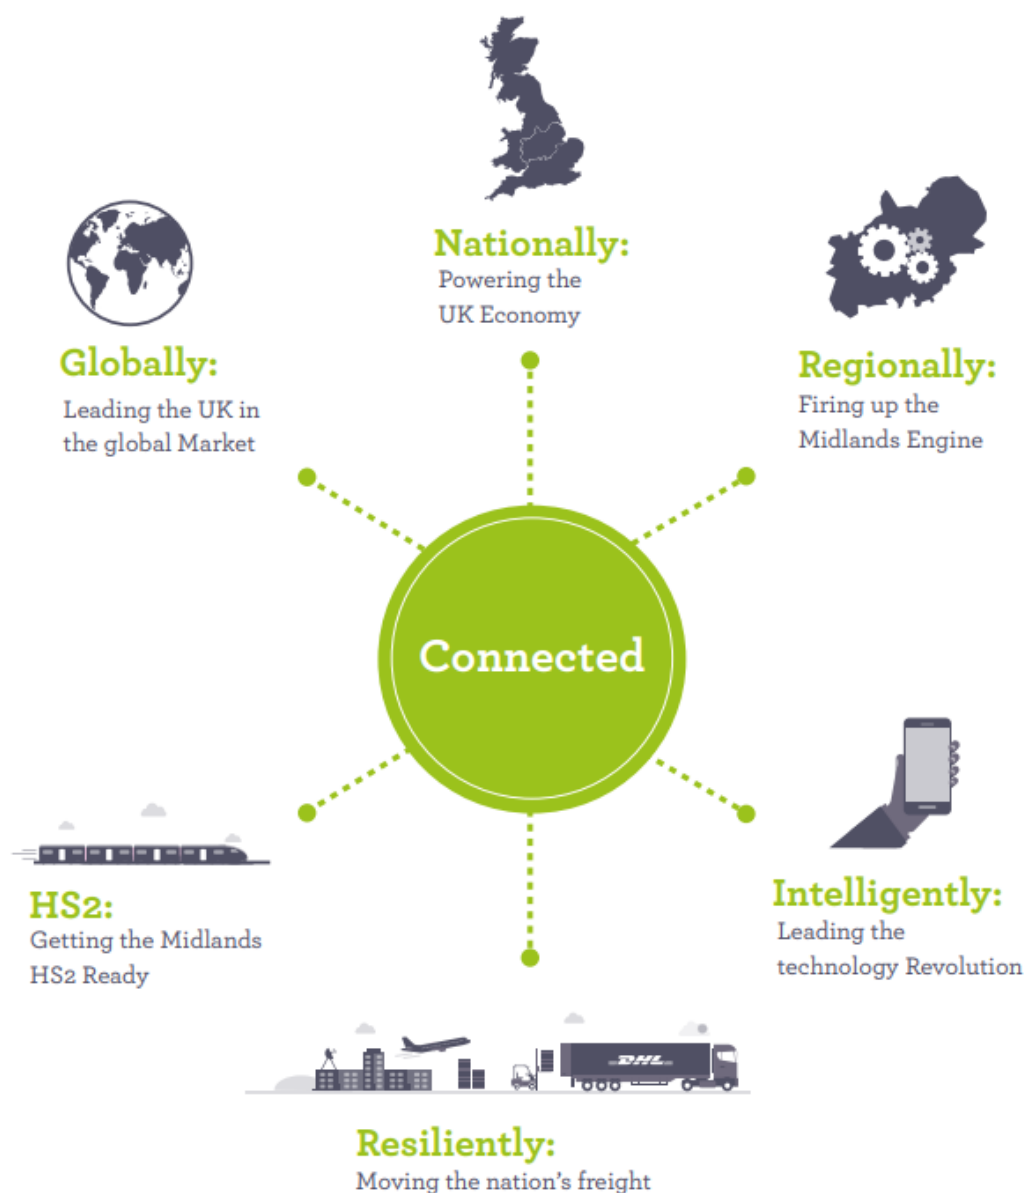 Nationally:
Powering the
UK Economy
Globally:
Leading the UK in
the global Market
Regionally:
Firing up the
Midlands Engine
Connected
HS2:
Getting the Midlands
HS2 Ready
Intelligently:
Leading the
technology Revolution
DHL
Resiliently:
Moving the nation's freight